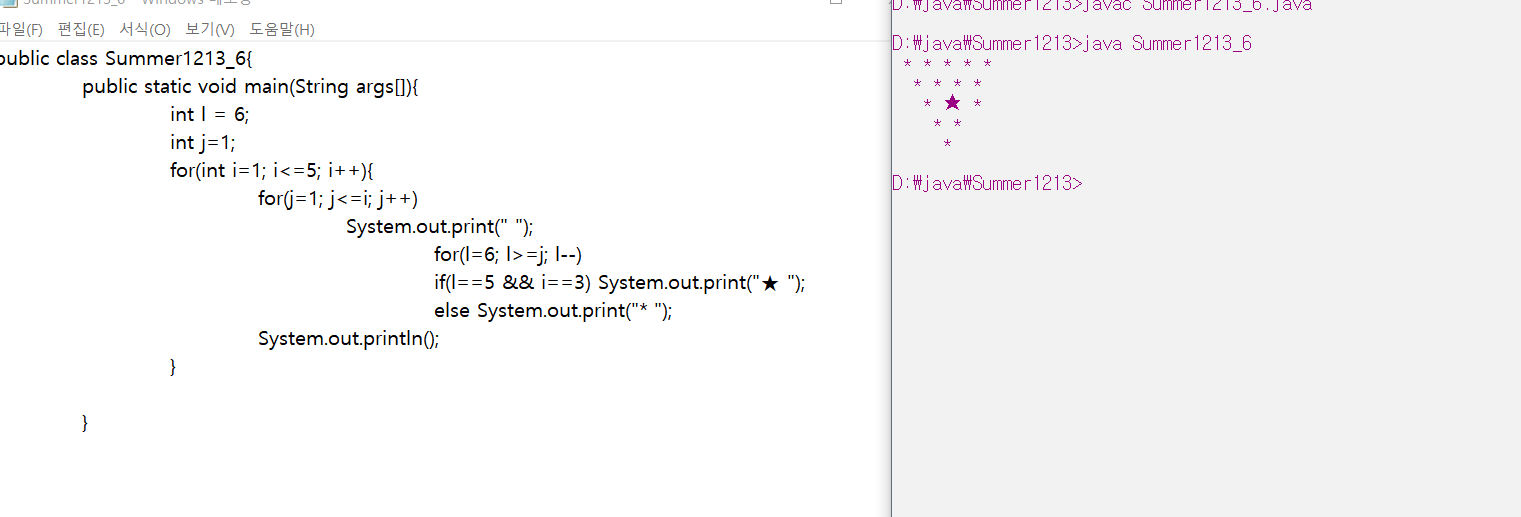 Summer1213_6 - Windows 메모장
파일(F) 편집(E) 서식(O) 보기(V) 도움말(H)
public class Summer1213_6{
public static void main(String args[]){
int l = 6;
int j=1;
for(int i=1; i<=5; i++){
for(j=1; j<=i; j++)
System.out.print(" ");
for(l=6; l>=j; l--)
if(l==5 && i==3) System.out.print("★ ");
else System.out.print("* ");
System.out.println();
}
}
D:₩java₩Summer1213>javac Summer1213_6.java
D:₩java₩Summer1213>java Summer1213_6
* * * * *
* * * *
* ★ *
* *
*
D:₩java₩Summer1213>